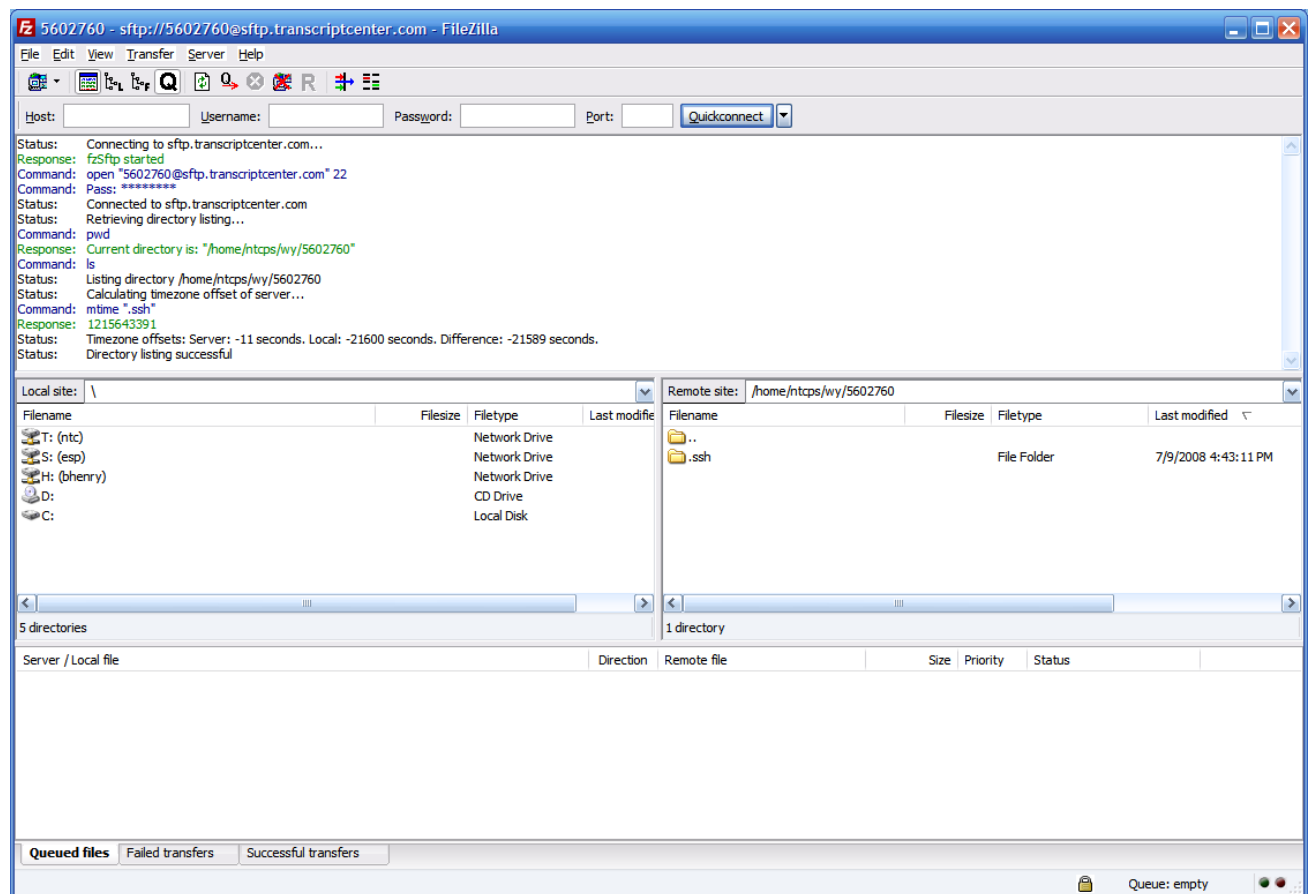 5602760 - sftp://5602760@sftp.transcriptcenter.com - FileZilla
File Edit View Transfer Server Help
Host: Username: Password: Port: Quickconnect
Status: Connecting to sftp.transcriptcenter.com...
Response: fzSftp started
Command: open "5602760@sftp.transcriptcenter.com" 22
Command: Pass: ********
Status: Connected to sftp.transcriptcenter.com
Status: Retrieving directory listing...
Command: pwd
Response: Current directory is: "/home/ntcps/wy/5602760"
Command: ls
Status: Listing directory /home/ntcps/wy/5602760
Status: Calculating timezone offset of server...
Command: mtime ".ssh"
Response: 1215643391
Status: Timezone offsets: Server: -11 seconds. Local: -21600 seconds. Difference: -21589 seconds.
Status: Directory listing successful
Local site: \
Filename Filesize Filetype Last modifie
T: (ntc) Network Drive
S: (esp) Network Drive
H: (bhenry) Network Drive
D: CD Drive
C: Local Disk
5 directories
Remote site: /home/ntcps/wy/5602760
Filename Filesize Filetype Last modified
..
.ssh File Folder 7/9/2008 4:43:11 PM
1 directory
Server / Local file Direction Remote file Size Priority Status
Queued files Failed transfers Successful transfers
Queue: empty